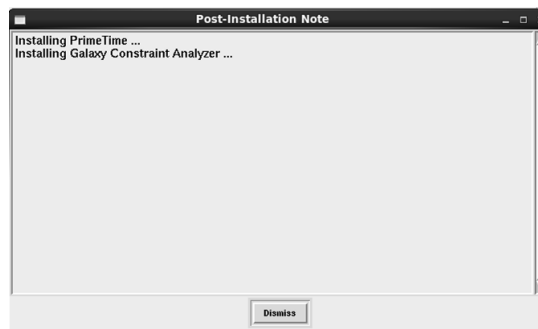 Post-Installation Note
Installing PrimeTime ...
Installing Galaxy Constraint Analyzer ...
Dismiss